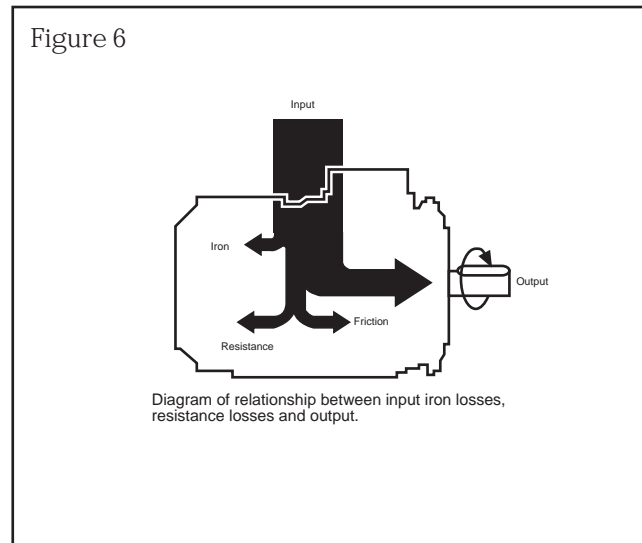 Figure 6
Input
Iron
Output
Friction
Resistance
Diagram of relationship between input iron losses,
resistance losses and output.